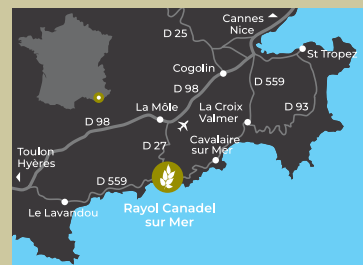 Cannes
Nice
D 25
St Tropez
Cogolin
D 559
D 98
La Môle
La Croix
Valmer
D 93
D 98
D 27
Cavalaire
sur Mer
Toulon
Hyères
D 559
Le Lavandou
Rayol Canadel
sur Mer